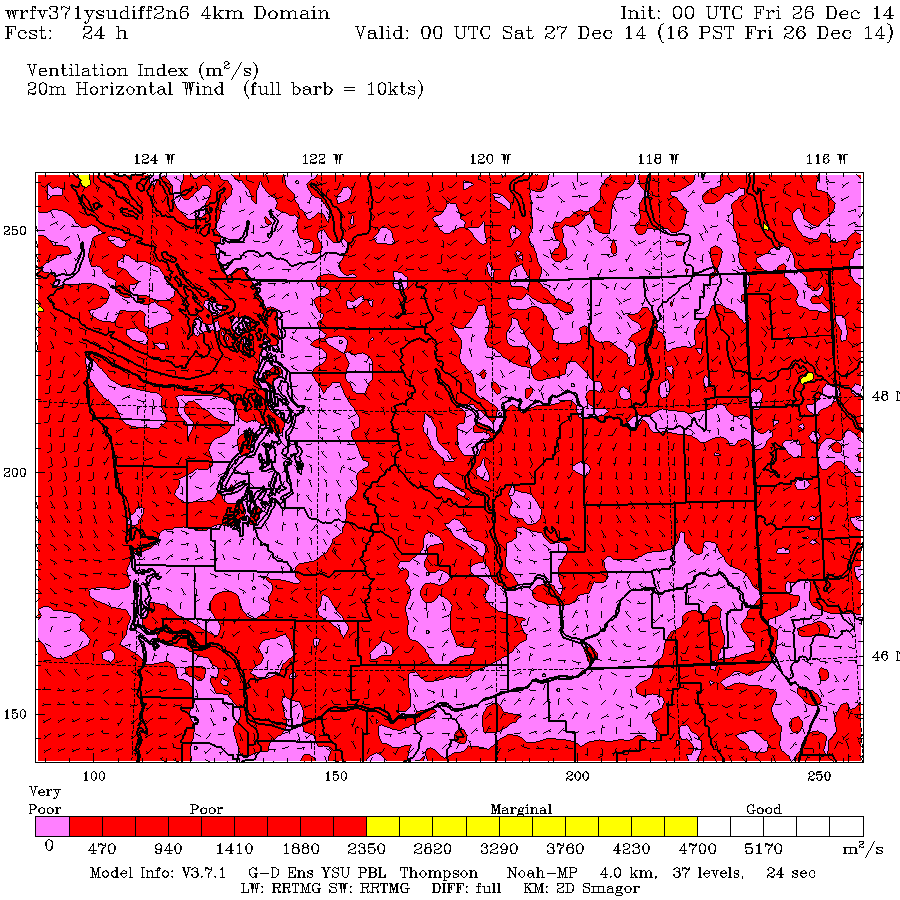 wrfv371ysudiff2n6 4km Domain Init: 00 UTC Fri 26 Dec 14
Fcst: 24 h Valid: 00 UTC Sat 27 Dec 14 (16 PST Fri 26 Dec 14)
Ventilation Index (m²/s)
20m Horizontal Wind (full barb = 10kts)
124 W 122 W 120 W 118 W 116 W
250
48 N
200
46 N
150
100 150 200 250
Very
Poor Poor Marginal Good
0 470 940 1410 1880 2350 2820 3290 3760 4230 4700 5170 m²/s
Model Info: V3.7.1 G-D Ens YSU PBL Thompson Noah-MP 4.0 km, 37 levels, 24 sec
LW: RRTMG SW: RRTMG DIFF: full KM: 2D Smagor